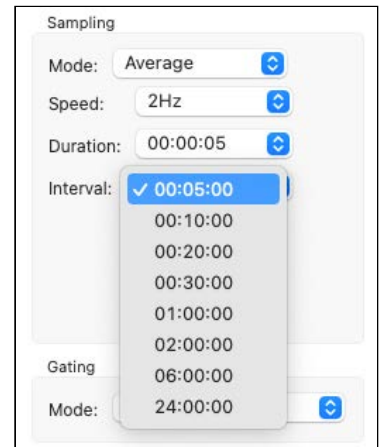 Sampling
Mode: Average
Speed: 2Hz
Duration: 00:00:05
Interval: ✓ 00:05:00
00:10:00
00:20:00
00:30:00
01:00:00
02:00:00
06:00:00
24:00:00
Gating
Mode: